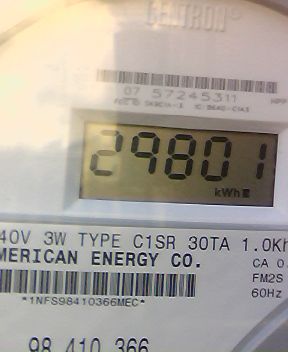 CENTRON®
07 57245311
29801
kWh
40V 3W TYPE C1SR 30TA 1.0Kh
MERICAN ENERGY CO.
CA 0.
FM2S
*1NFS98410366MEC*
60Hz
98 410 366